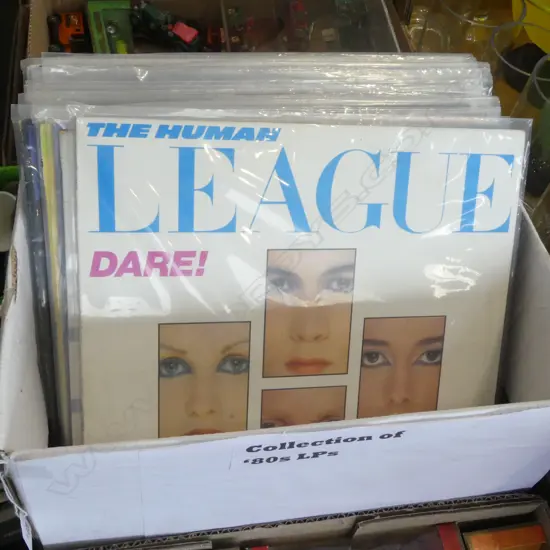 THE HUMAN
LEAGUE
DARE!
Collection of
‘80s LPs